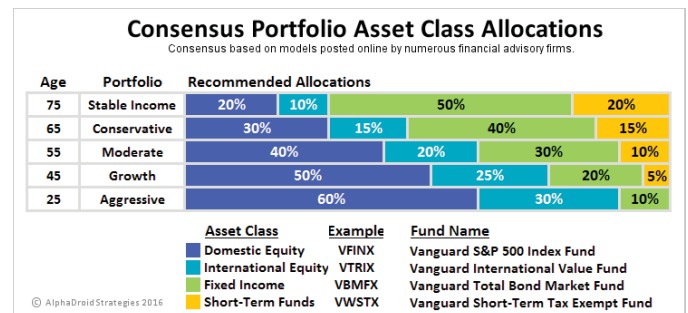 Consensus Portfolio Asset Class Allocations
Consensus based on models posted online by numerous financial advisory firms.
Age Portfolio Recommended Allocations
75 Stable Income 20% 10% 50% 20%
65 Conservative 30% 15% 40% 15%
55 Moderate 40% 20% 30% 10%
45 Growth 50% 25% 20% 5%
25 Aggressive 60% 30% 10%
Asset Class Example Fund Name
Domestic Equity VFINX Vanguard S&P 500 Index Fund
International Equity VTRIX Vanguard International Value Fund
Fixed Income VBMFX Vanguard Total Bond Market Fund
Short-Term Funds VWSTX Vanguard Short-Term Tax Exempt Fund
© AlphaDroid Strategies 2016